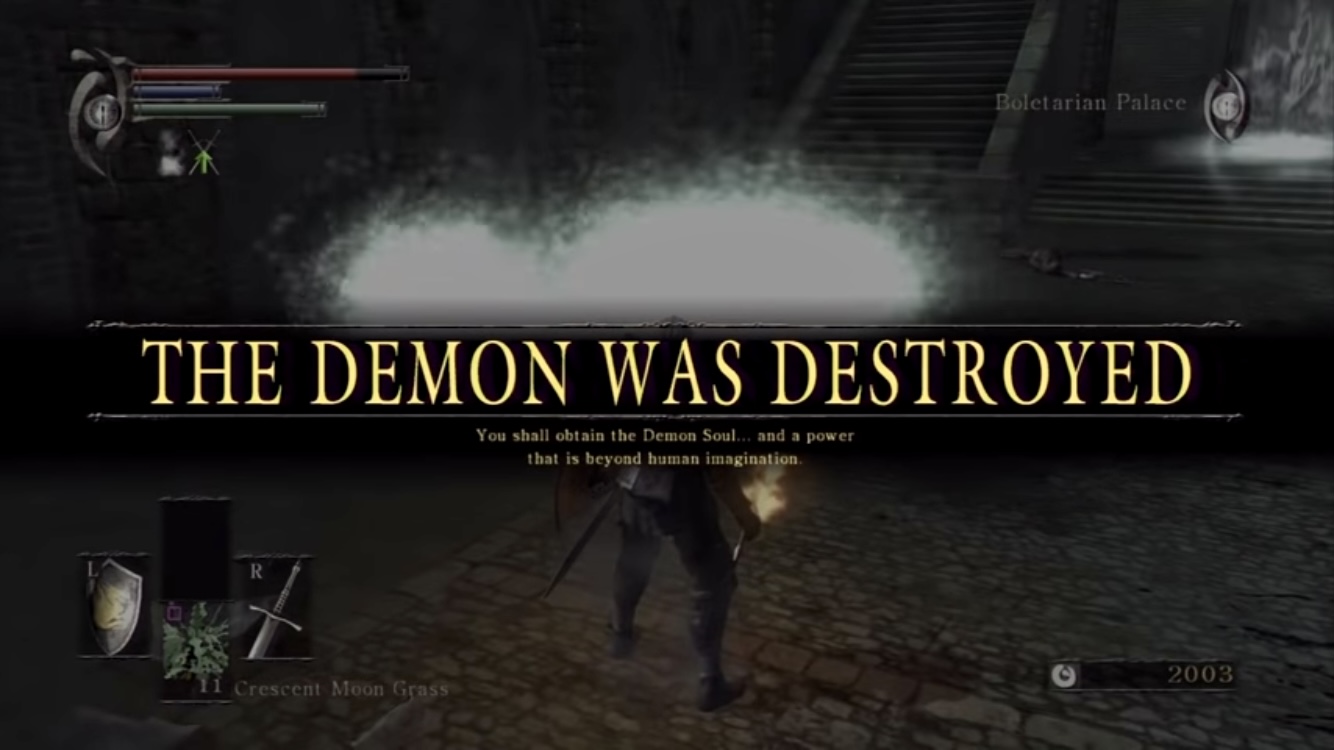 Boletarian Palace
THE DEMON WAS DESTROYED
You shall obtain the Demon Soul... and a power
that is beyond human imagination.
L
R
11 Crescent Moon Grass
2003